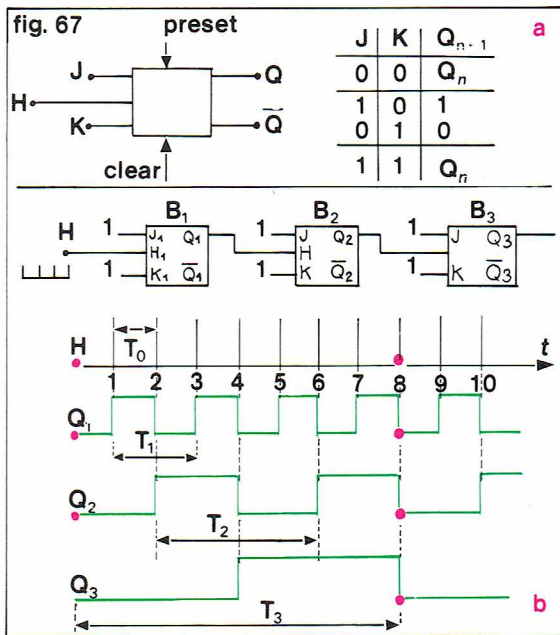 fig. 67 preset a
J Q
H
K Q̅
clear
J K Qn+1
0 0 Qn
1 0 1
0 1 0
1 1 Qn
B1 B2 B3
H 1 J1 Q1 1 J Q2 1 J Q3
H1 H
1 K1 Q̅1 1 K Q̅2 1 K Q̅3
H T0 t
1 2 3 4 5 6 7 8 9 10
Q1
T1
Q2
T2
Q3
T3 b